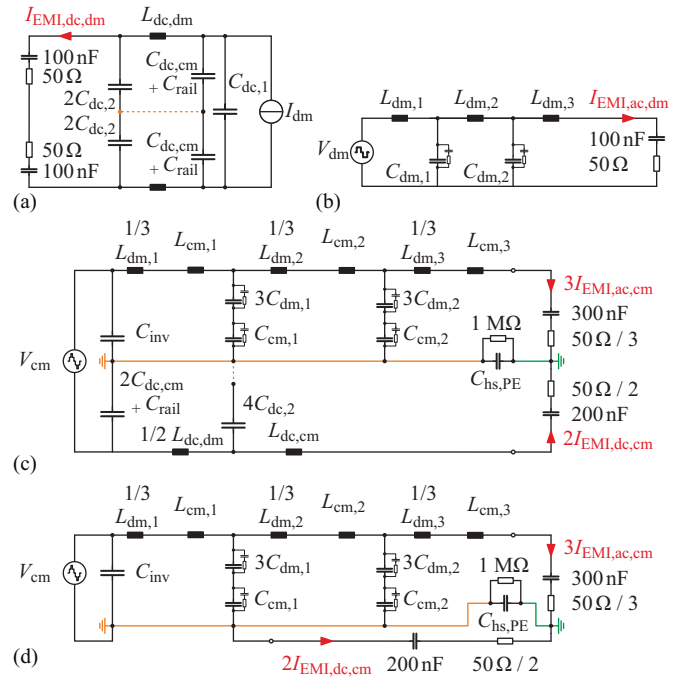 I_EMI,dc,dm
L_dc,dm
100 nF
50 Ω
2C_dc,2
2C_dc,2
50 Ω
100 nF
C_dc,cm
+ C_rail
C_dc,1
I_dm
C_dc,cm
+ C_rail
(a)
L_dm,1
L_dm,2
L_dm,3
I_EMI,ac,dm
V_dm
C_dm,1
C_dm,2
100 nF
50 Ω
(b)
1/3
L_dm,1
L_cm,1
1/3
L_dm,2
L_cm,2
1/3
L_dm,3
L_cm,3
3C_dm,1
3C_dm,2
3I_EMI,ac,cm
300 nF
50 Ω / 3
C_inv
C_cm,1
C_cm,2
1 MΩ
C_hs,PE
V_cm
2C_dc,cm
+ C_rail
4C_dc,2
50 Ω / 2
200 nF
1/2 L_dc,dm
L_dc,cm
2I_EMI,dc,cm
(c)
1/3
L_dm,1
L_cm,1
1/3
L_dm,2
L_cm,2
1/3
L_dm,3
L_cm,3
3C_dm,1
3C_dm,2
1 MΩ
3I_EMI,ac,cm
300 nF
50 Ω / 3
V_cm
C_inv
C_cm,1
C_cm,2
C_hs,PE
2I_EMI,dc,cm
200 nF
50 Ω / 2
(d)